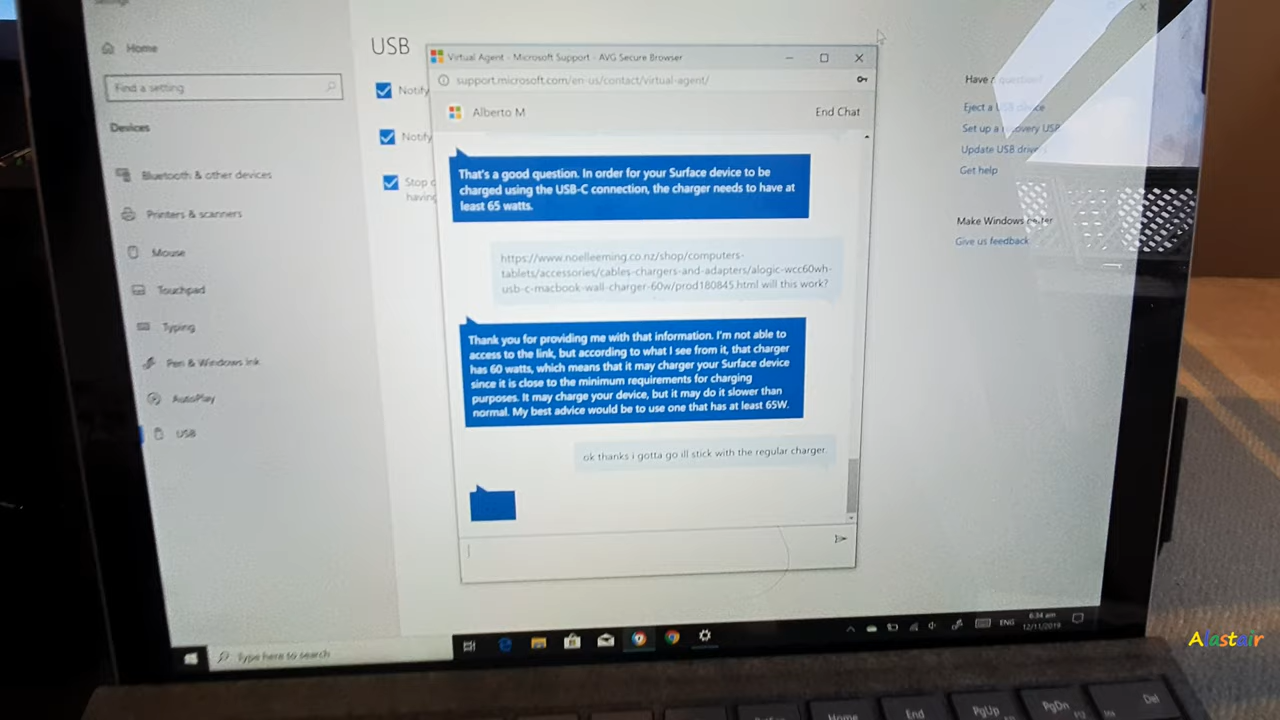 USB
Virtual Agent - Microsoft Support - AVG Secure Browser
support.microsoft.com/en-us/contact/virtual-agent/
Alberto M
End Chat
That's a good question. In order for your Surface device to be
charged using the USB-C connection, the charger needs to have at
least 65 watts.
https://www.noelleeming.co.nz/shop/computers-
tablets/accessories/cables-chargers-and-adapters/alogic-wcc60wh-
usb-c-macbook-wall-charger-60w/prod180845.html will this work?
Thank you for providing me with that information. I'm not able to
access to the link, but according to what I see from it, that charger
has 60 watts, which means that it may charger your Surface device
since it is close to the minimum requirements for charging
purposes. It may charge your device, but it may do it slower than
normal. My best advice would be to use one that has at least 65W.
ok thanks i gotta go ill stick with the regular charger.
Home
Find a setting
Devices
Bluetooth & other devices
Printers & scanners
Mouse
Touchpad
Typing
Pen & Windows Ink
AutoPlay
USB
Notify
Notify
Stop
having
Have a question?
Eject a USB device
Set up a recovery USB
Update USB
Get help
Make Windows better
Give us feedback
Type here to search
ENG
6:34 am
12/11/2019
Alastair
Home
End
PgUp
PgDn
Del